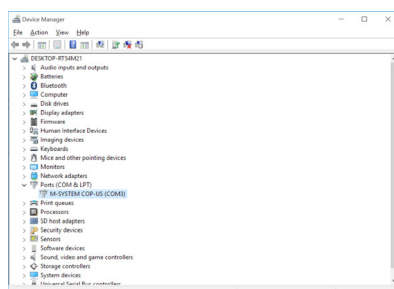 Device Manager
File Action View Help
DESKTOP-RT54M21
Audio inputs and outputs
Batteries
Bluetooth
Computer
Disk drives
Display adapters
Firmware
Human Interface Devices
Imaging devices
Keyboards
Mice and other pointing devices
Monitors
Network adapters
Ports (COM & LPT)
M-SYSTEM COP-US (COM3)
Print queues
Processors
SD host adapters
Security devices
Sensors
Software devices
Sound, video and game controllers
Storage controllers
System devices
Universal Serial Bus controllers